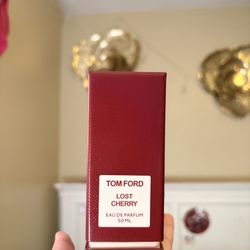 TOM FORD
LOST
CHERRY
EAU DE PARFUM
50 ML